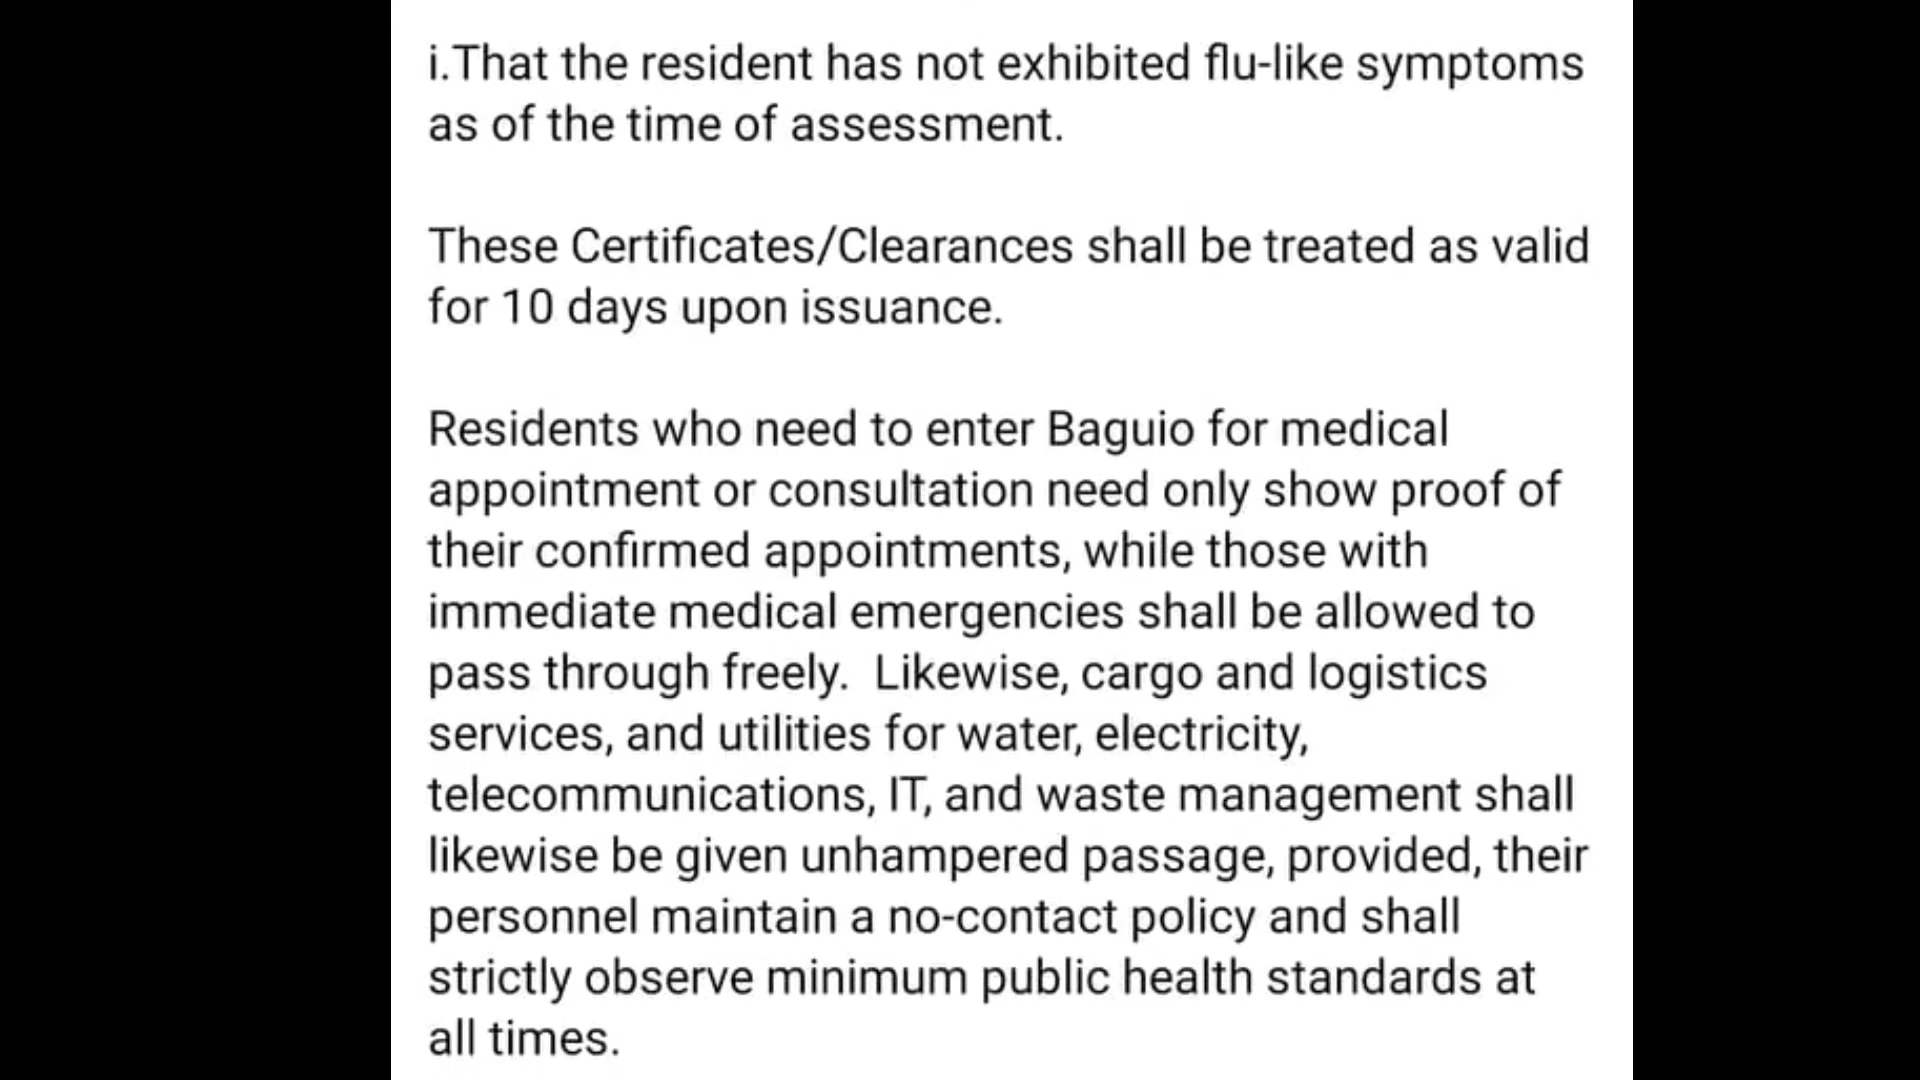 i.That the resident has not exhibited flu-like symptoms
as of the time of assessment.
These Certificates/Clearances shall be treated as valid
for 10 days upon issuance.
Residents who need to enter Baguio for medical
appointment or consultation need only show proof of
their confirmed appointments, while those with
immediate medical emergencies shall be allowed to
pass through freely.  Likewise, cargo and logistics
services, and utilities for water, electricity,
telecommunications, IT, and waste management shall
likewise be given unhampered passage, provided, their
personnel maintain a no-contact policy and shall
strictly observe minimum public health standards at
all times.